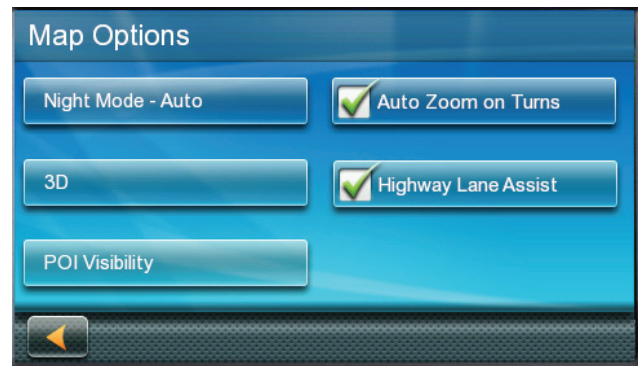 Map Options
Night Mode - Auto
Auto Zoom on Turns
3D
Highway Lane Assist
POI Visibility